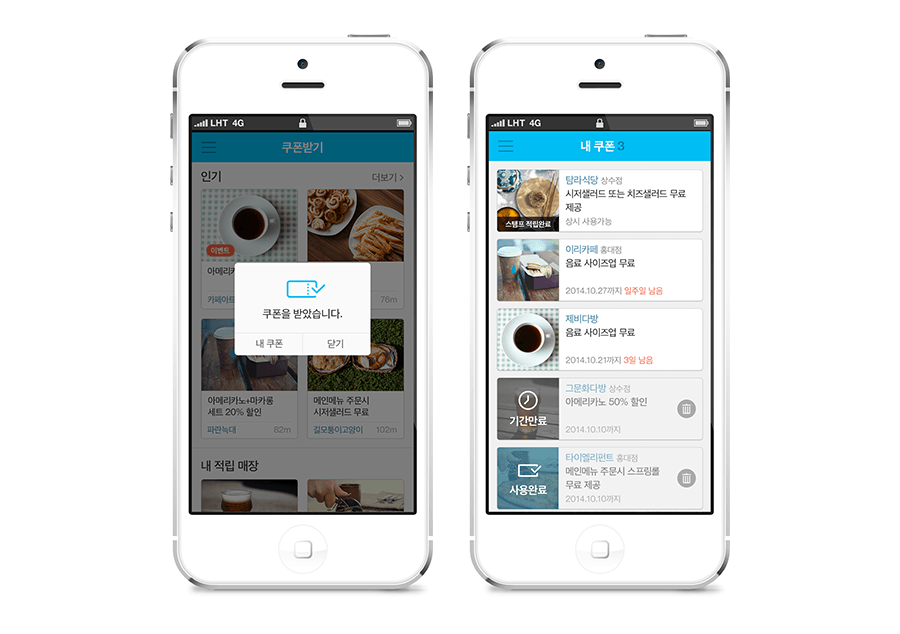 LHT 4G
쿠폰받기
인기
더보기 >
이벤트
아메리카
카페아프
76m
쿠폰을 받았습니다.
내 쿠폰
닫기
아메리카노+마카롱
세트 20% 할인
파란늑대
82m
메인메뉴 주문시
시저샐러드 무료
길모퉁이고양이
102m
내 적립 매장
LHT 4G
내 쿠폰 3
스탬프 적립완료
탐라식당 상수점
시저샐러드 또는 치즈샐러드 무료
제공
상시 사용가능
이리카페 홍대점
음료 사이즈업 무료
2014.10.27까지 일주일 남음
제비다방
음료 사이즈업 무료
2014.10.21까지 3일 남음
기간만료
그문화다방 상수점
아메리카노 50% 할인
2014.10.10까지
사용완료
타이엘리펀트 홍대점
메인메뉴 주문시 스프링롤
무료 제공
2014.10.10까지